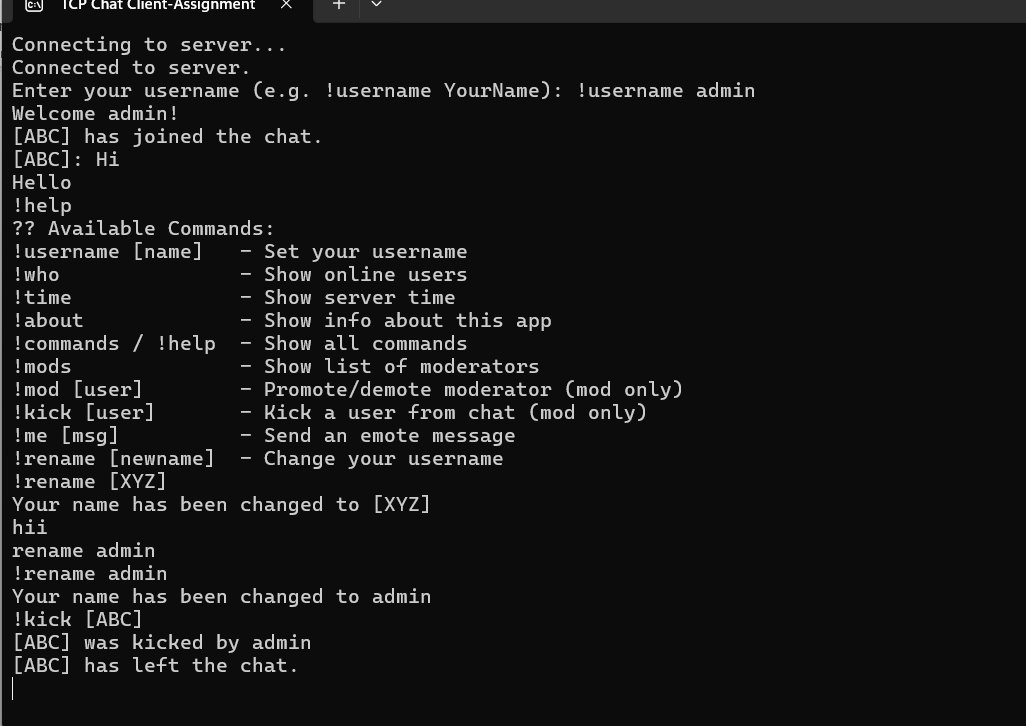 TCP Chat Client-Assignment
Connecting to server...
Connected to server.
Enter your username (e.g. !username YourName): !username admin
Welcome admin!
[ABC] has joined the chat.
[ABC]: Hi
Hello
!help
?? Available Commands:
!username [name]   - Set your username
!who               - Show online users
!time              - Show server time
!about             - Show info about this app
!commands / !help  - Show all commands
!mods              - Show list of moderators
!mod [user]        - Promote/demote moderator (mod only)
!kick [user]       - Kick a user from chat (mod only)
!me [msg]          - Send an emote message
!rename [newname]  - Change your username
!rename [XYZ]
Your name has been changed to [XYZ]
hii
rename admin
!rename admin
Your name has been changed to admin
!kick [ABC]
[ABC] was kicked by admin
[ABC] has left the chat.